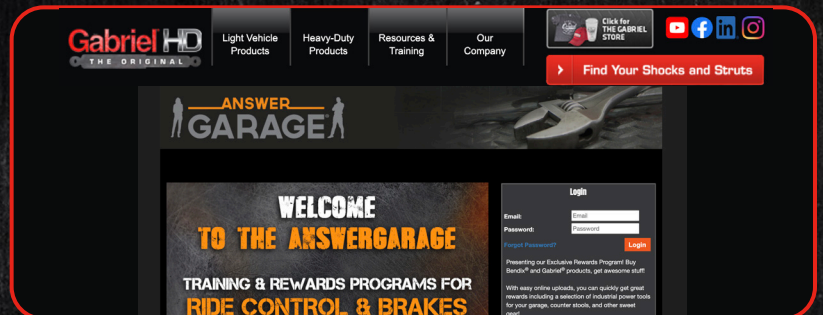 Gabriel HD
THE ORIGINAL
Light Vehicle
Products
Heavy-Duty
Products
Resources &
Training
Our
Company
Click for
THE GABRIEL
STORE
Find Your Shocks and Struts
ANSWER
GARAGE
WELCOME
TO THE ANSWERGARAGE
TRAINING & REWARDS PROGRAMS FOR
RIDE CONTROL & BRAKES
Login
Email:
Email
Password:
Password
Forgot Password?
Login
Presenting our Exclusive Rewards Program! Buy
Bendix® and Gabriel® products, get awesome stuff!
With easy online uploads, you can quickly get great
rewards including a selection of industrial power tools
for your garage, counter stools, and other sweet
gear!